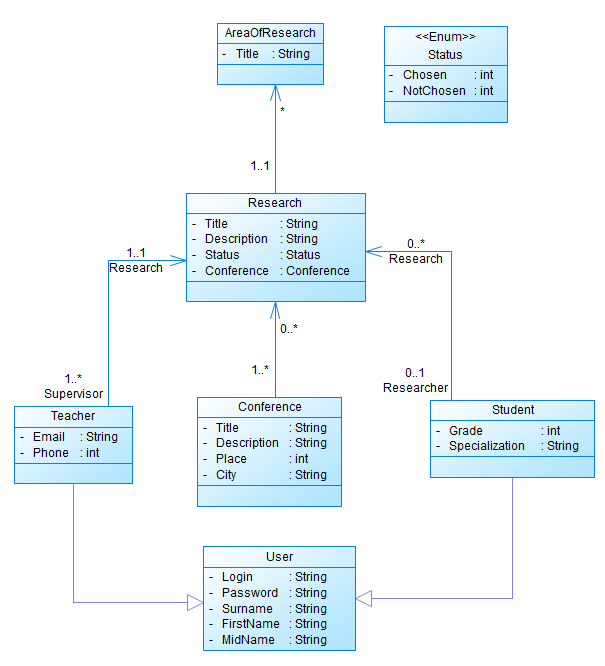 AreaOfResearch
- Title : String
<<Enum>>
Status
- Chosen : int
- NotChosen : int
*
1..1
Research
- Title : String
- Description : String
- Status : Status
- Conference : Conference
1..1
Research
0..*
Research
0..*
1..*
1..*
Supervisor
0..1
Researcher
Teacher
- Email : String
- Phone : int
Conference
- Title : String
- Description : String
- Place : int
- City : String
Student
- Grade : int
- Specialization : String
User
- Login : String
- Password : String
- Surname : String
- FirstName : String
- MidName : String